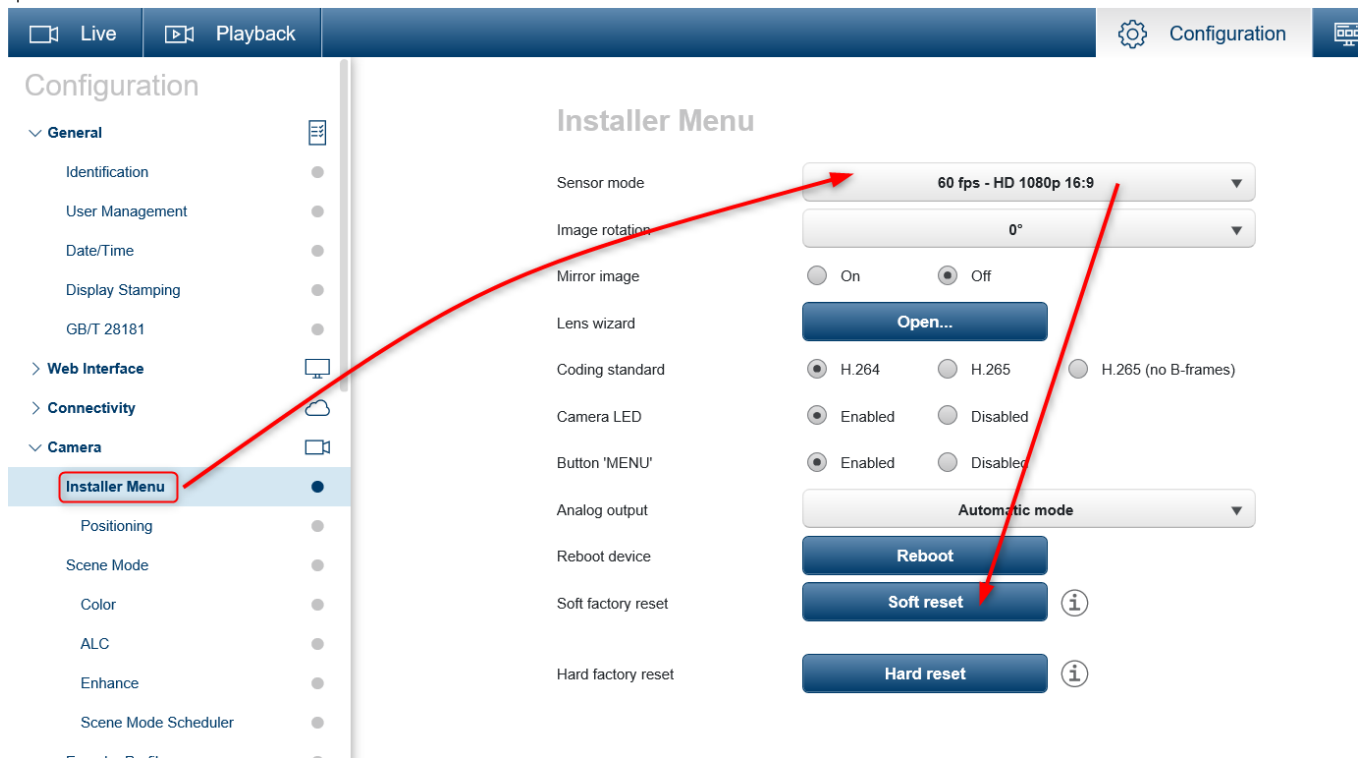 Live Playback Configuration
Configuration
General
Identification
User Management
Date/Time
Display Stamping
GB/T 28181
Web Interface
Connectivity
Camera
Installer Menu
Positioning
Scene Mode
Color
ALC
Enhance
Scene Mode Scheduler
Installer Menu
Sensor mode 60 fps - HD 1080p 16:9
Image rotation 0°
Mirror image On Off
Lens wizard Open...
Coding standard H.264 H.265 H.265 (no B-frames)
Camera LED Enabled Disabled
Button 'MENU' Enabled Disabled
Analog output Automatic mode
Reboot device Reboot
Soft factory reset Soft reset
Hard factory reset Hard reset